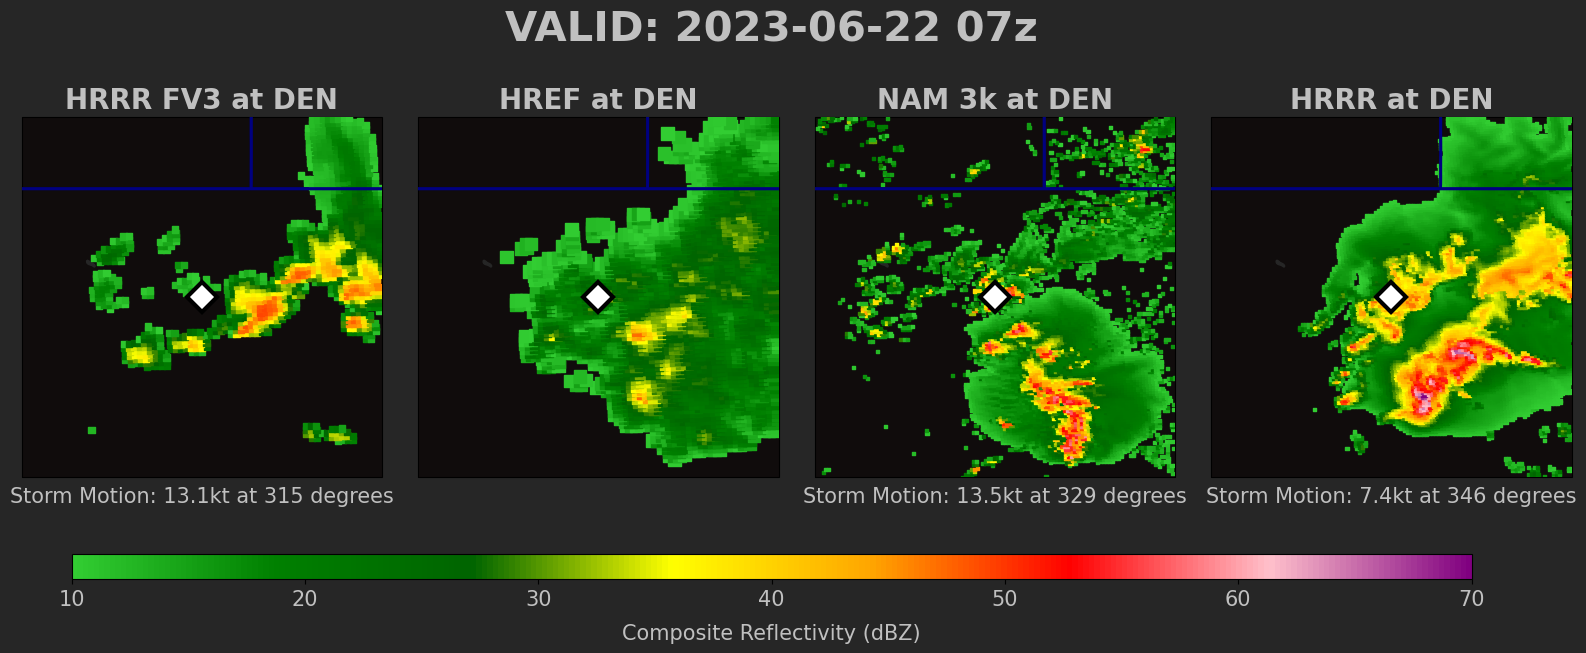 VALID: 2023-06-22 07z
HRRR FV3 at DEN
HREF at DEN
NAM 3k at DEN
HRRR at DEN
Storm Motion: 13.1kt at 315 degrees
Storm Motion: 13.5kt at 329 degrees
Storm Motion: 7.4kt at 346 degrees
10 20 30 40 50 60 70
Composite Reflectivity (dBZ)